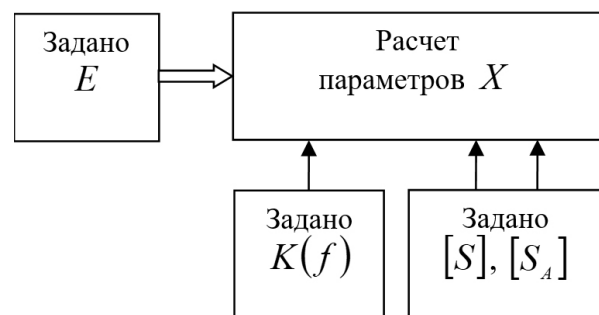 Задано
E
Расчет
параметров X
Задано
K(f)
Задано
[S], [S_A]